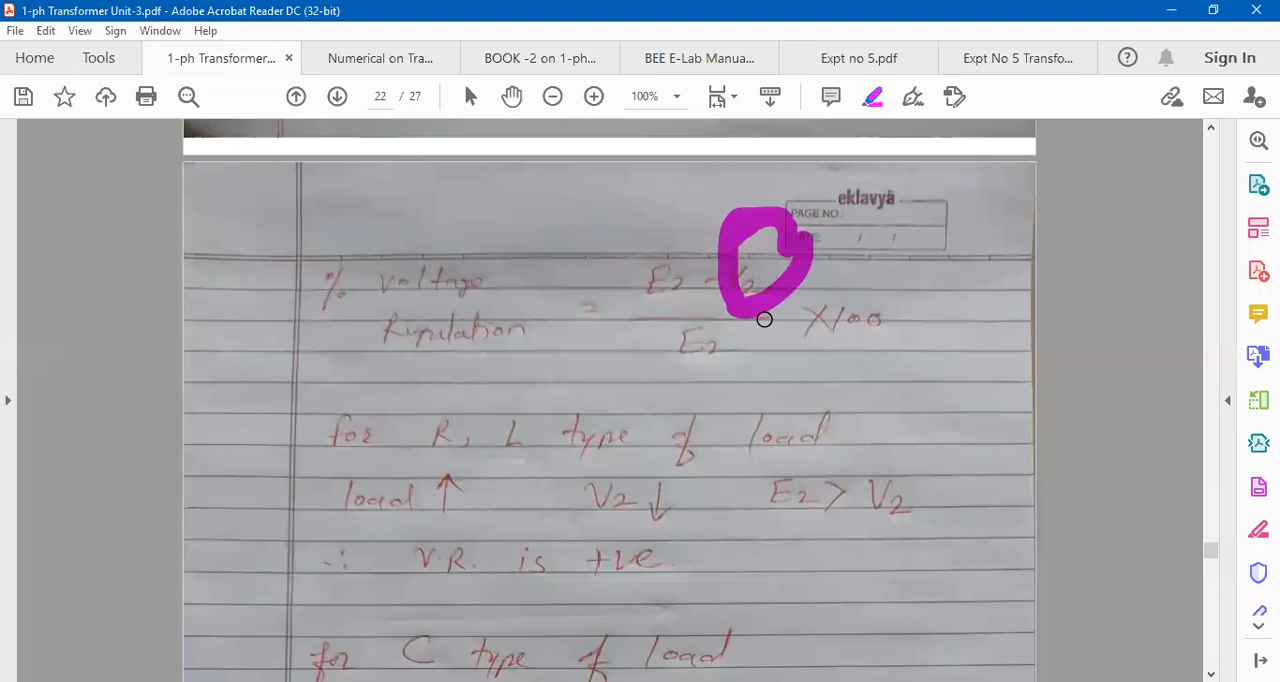 1-ph Transformer Unit-3.pdf - Adobe Acrobat Reader DC (32-bit)
File Edit View Sign Window Help
Home Tools 1-ph Transformer... × Numerical on Tra... BOOK -2 on 1-ph... BEE E-Lab Manua... Expt no 5.pdf Expt No 5 Transfo... Sign In
22 / 27 100%
eklavyā
PAGE NO.:
/ /
% voltage Regulation = E2 - V2 / E2 X100
for R, L type of load
load ↑ V2 ↓ E2 > V2
∴ V.R. is +ve.
for C type of load